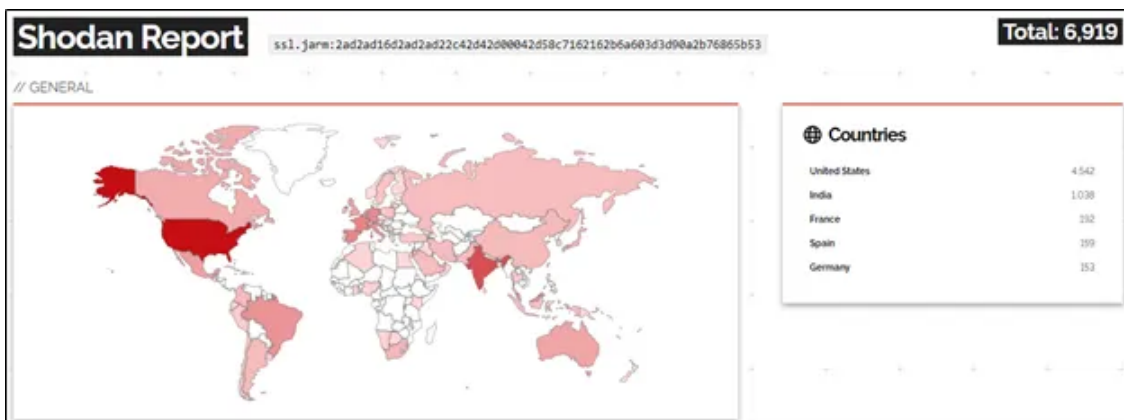 Shodan Report
ssl.jarm:2ad2ad16d2ad2ad22c42d42d00042d58c7162162b6a603d3d90a2b76865b53
Total: 6,919
// GENERAL
Countries
United States 4,542
India 1,038
France 192
Spain 159
Germany 153